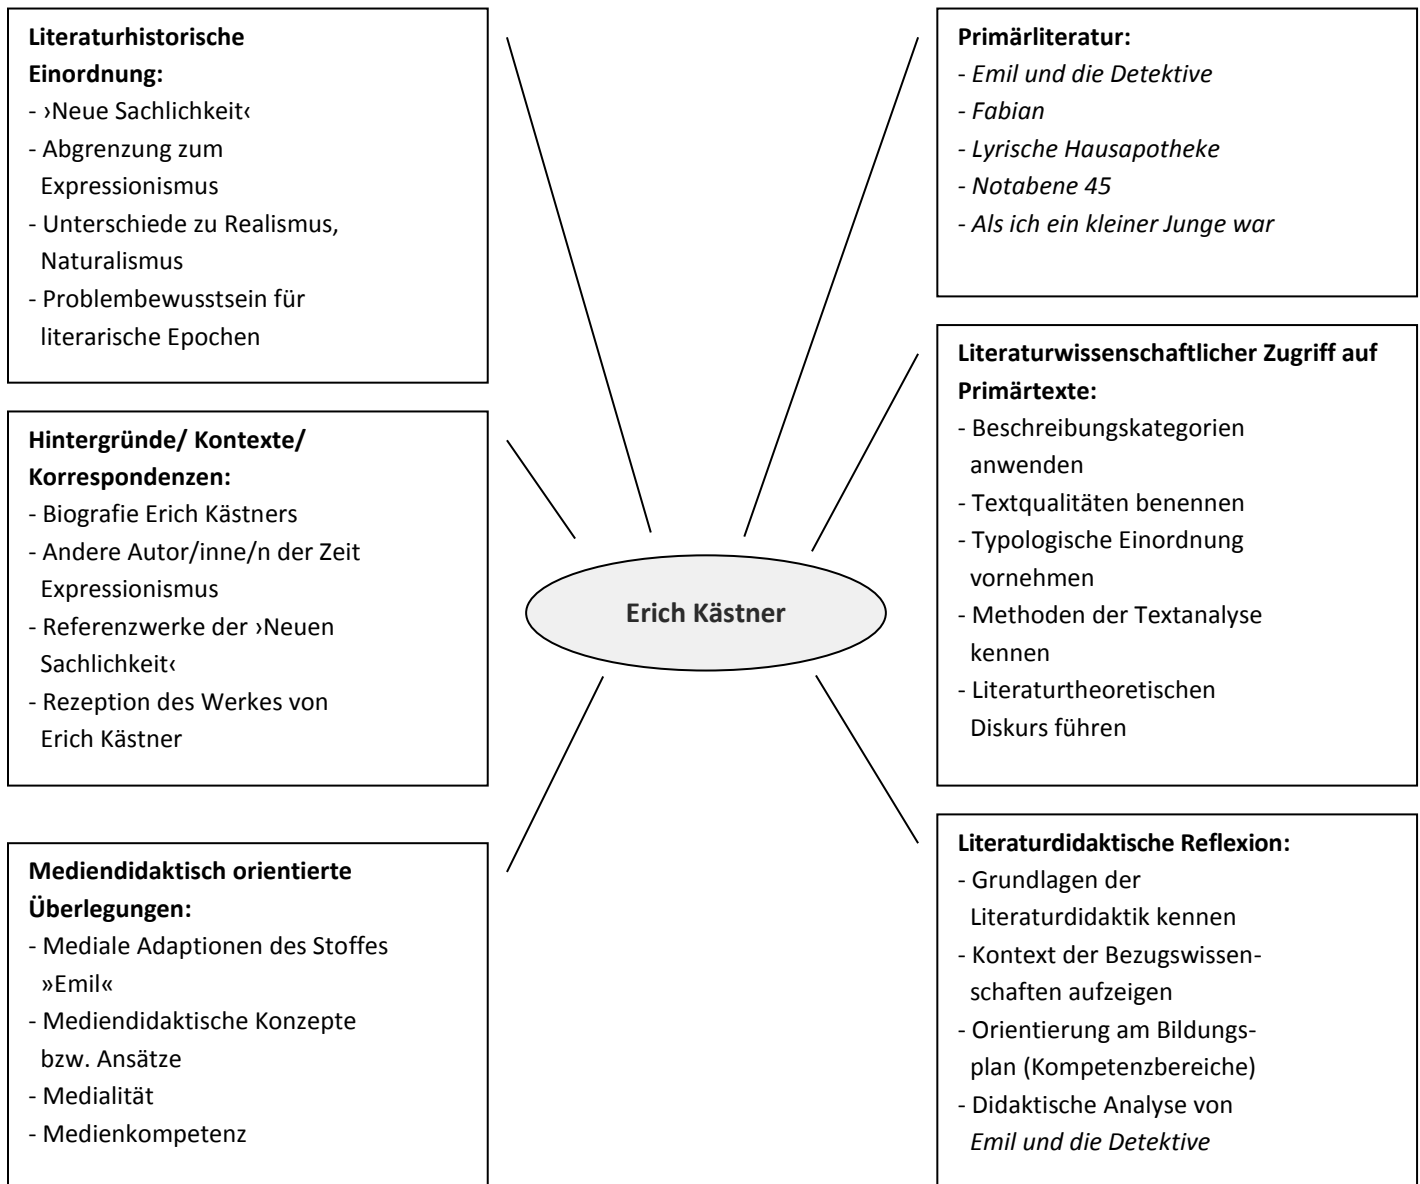 Literaturhistorische
Einordnung:
- ›Neue Sachlichkeit‹
- Abgrenzung zum
Expressionismus
- Unterschiede zu Realismus,
Naturalismus
- Problembewusstsein für
literarische Epochen
Hintergründe/ Kontexte/
Korrespondenzen:
- Biografie Erich Kästners
- Andere Autor/inne/n der Zeit
Expressionismus
- Referenzwerke der ›Neuen
Sachlichkeit‹
- Rezeption des Werkes von
Erich Kästner
Mediendidaktisch orientierte
Überlegungen:
- Mediale Adaptionen des Stoffes
»Emil«
- Mediendidaktische Konzepte
bzw. Ansätze
- Medialität
- Medienkompetenz
Erich Kästner
Primärliteratur:
- Emil und die Detektive
- Fabian
- Lyrische Hausapotheke
- Notabene 45
- Als ich ein kleiner Junge war
Literaturwissenschaftlicher Zugriff auf
Primärtexte:
- Beschreibungskategorien
anwenden
- Textqualitäten benennen
- Typologische Einordnung
vornehmen
- Methoden der Textanalyse
kennen
- Literaturtheoretischen
Diskurs führen
Literaturdidaktische Reflexion:
- Grundlagen der
Literaturdidaktik kennen
- Kontext der Bezugswissen-
schaften aufzeigen
- Orientierung am Bildungs-
plan (Kompetenzbereiche)
- Didaktische Analyse von
Emil und die Detektive